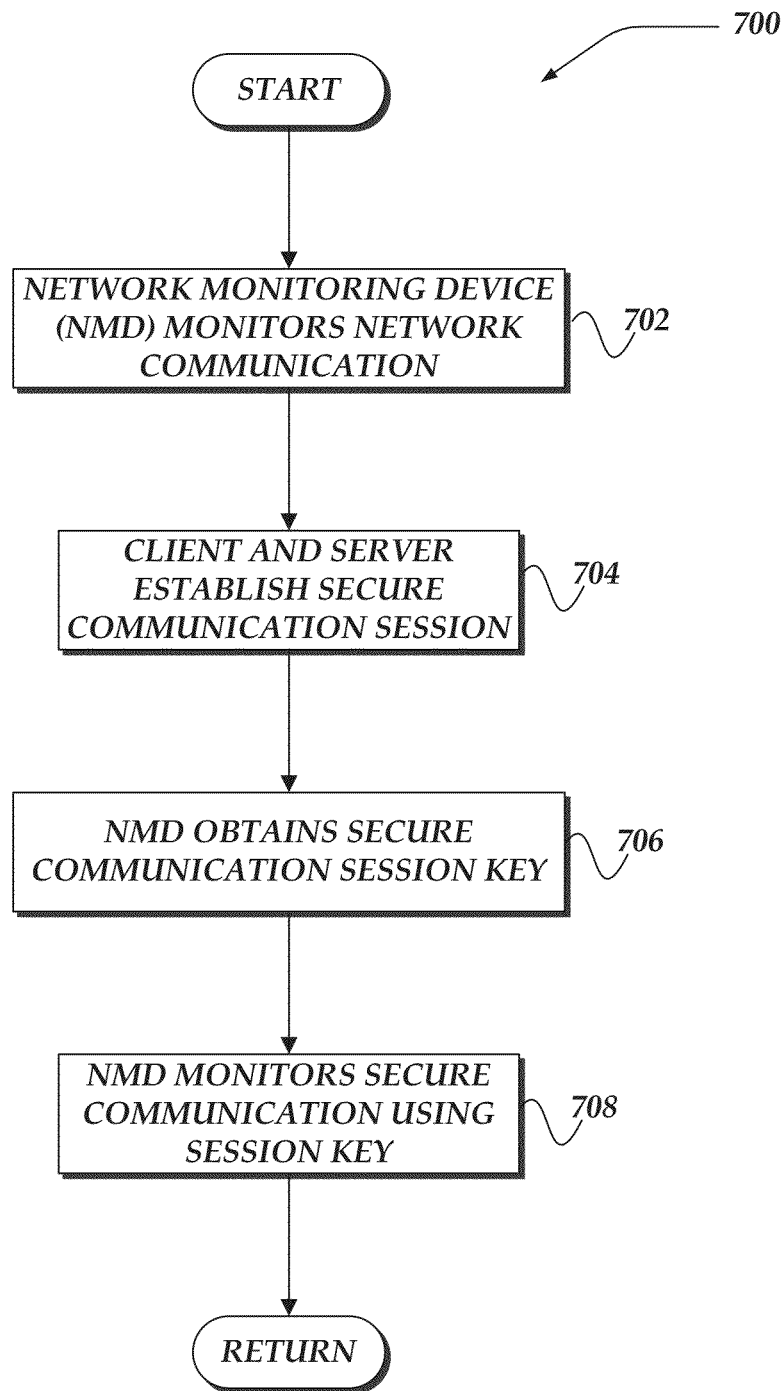 700
START
NETWORK MONITORING DEVICE
(NMD) MONITORS NETWORK
COMMUNICATION
702
CLIENT AND SERVER
ESTABLISH SECURE
COMMUNICATION SESSION
704
NMD OBTAINS SECURE
COMMUNICATION SESSION KEY
706
NMD MONITORS SECURE
COMMUNICATION USING
SESSION KEY
708
RETURN